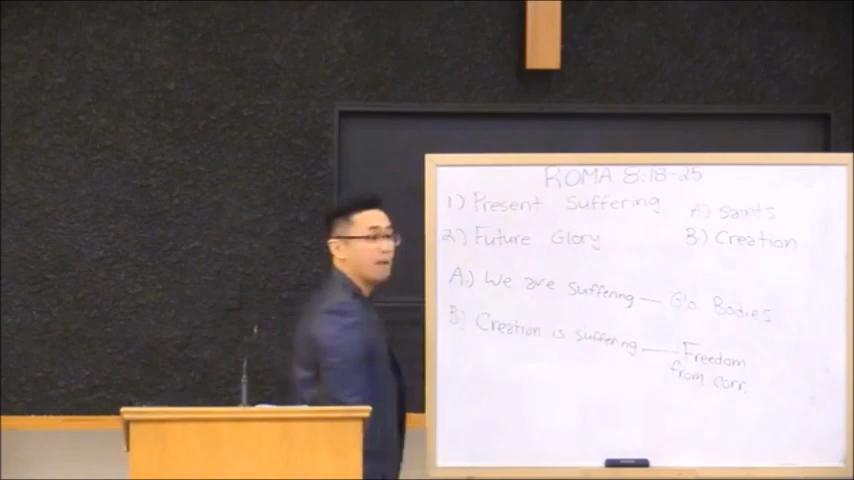 ROMA 8:18-25
1) Present Suffering A) saints
2) Future Glory B) Creation
A.) We are suffering — Glo. Bodies
B) Creation is suffering — Freedom
from corr.